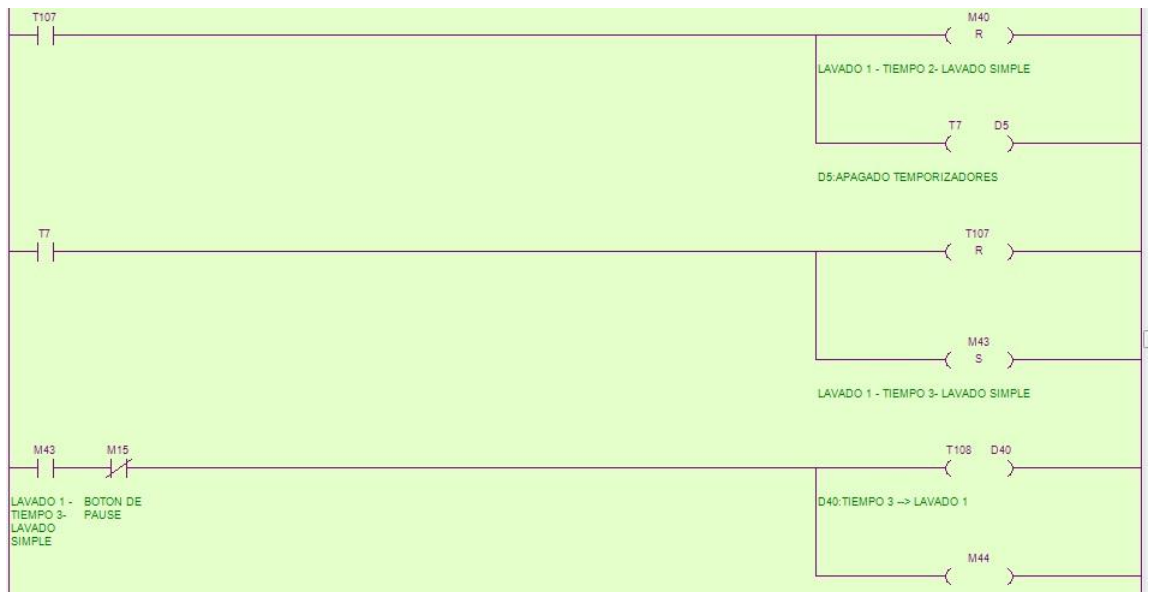 T107
M40
R
LAVADO 1 - TIEMPO 2- LAVADO SIMPLE
T7 D5
D5:APAGADO TEMPORIZADORES
T7
T107
R
M43
S
LAVADO 1 - TIEMPO 3- LAVADO SIMPLE
M43 M15
T108 D40
LAVADO 1 -
TIEMPO 3-
LAVADO
SIMPLE
BOTON DE
PAUSE
D40:TIEMPO 3 --> LAVADO 1
M44